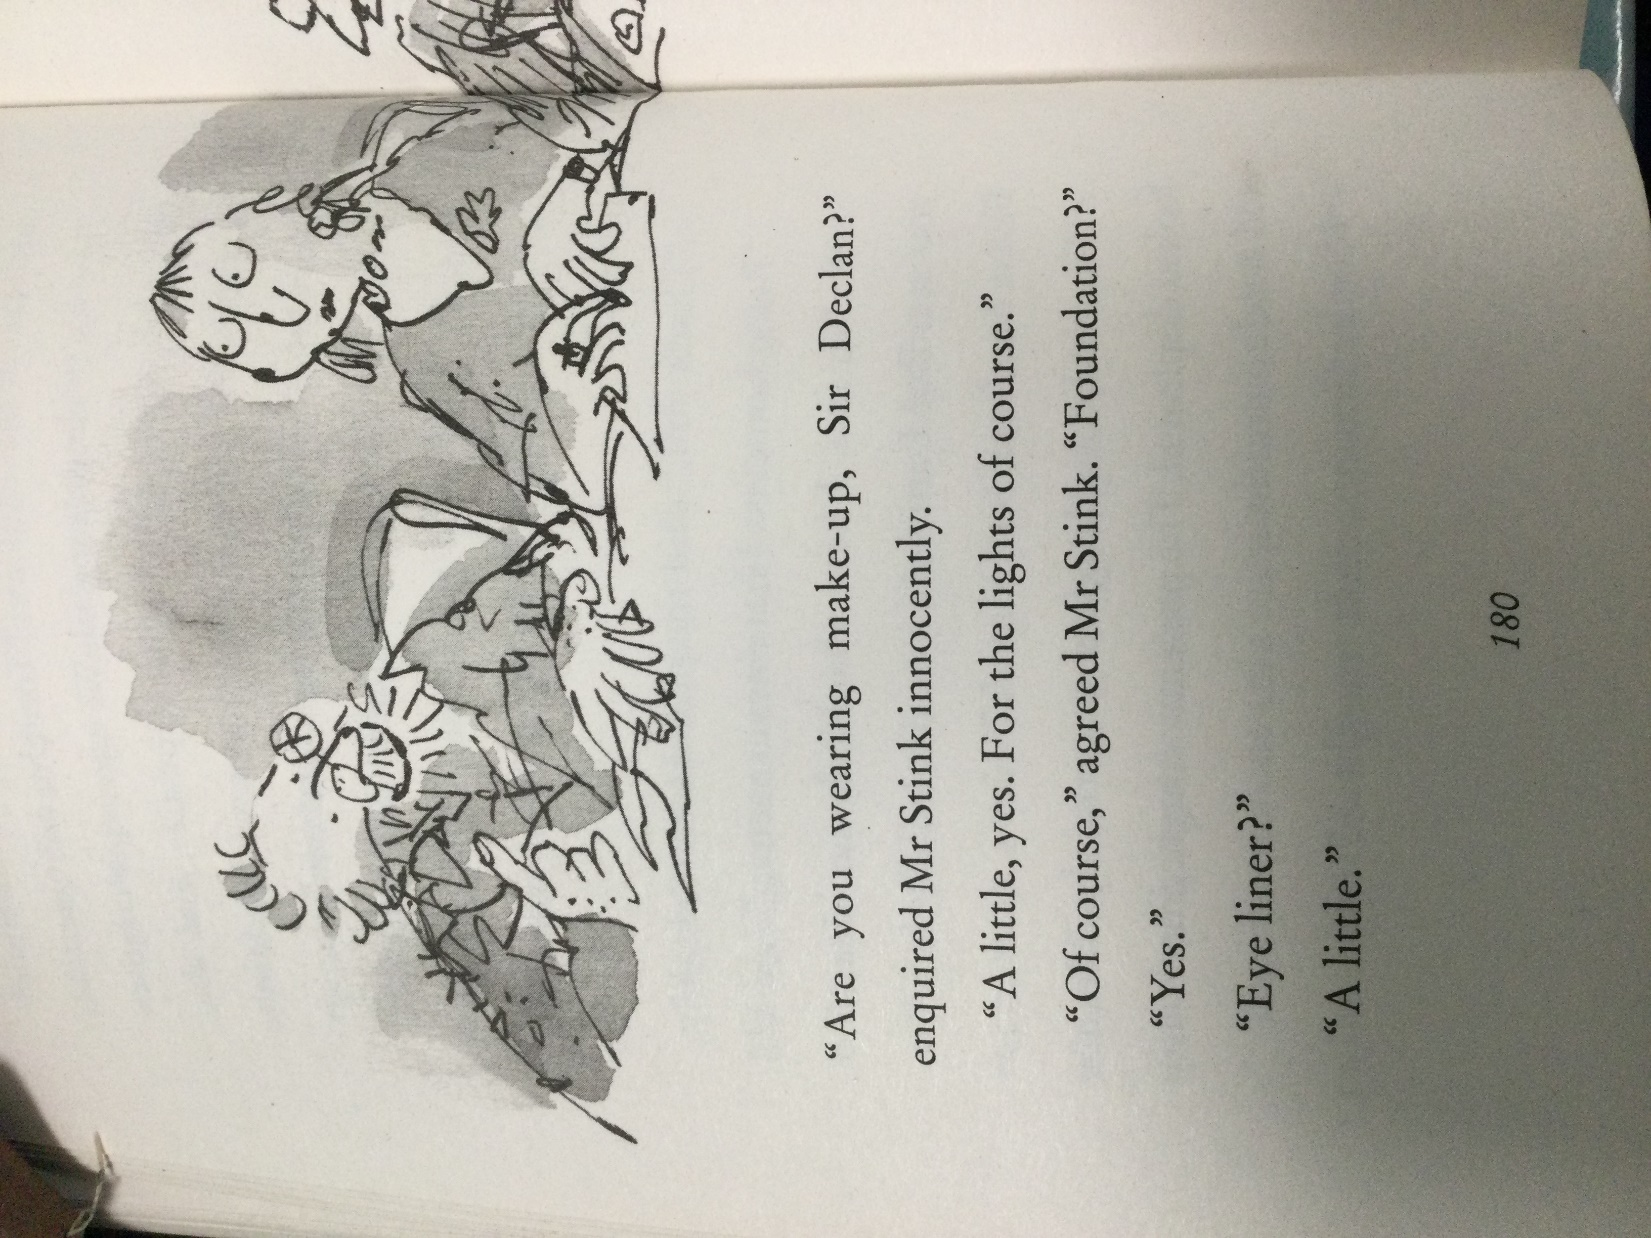 “Are you wearing make-up, Sir Declan?”
enquired Mr Stink innocently.
“A little, yes. For the lights of course.”
“Of course,” agreed Mr Stink. “Foundation?”
“Yes.”
“Eye liner?”
“A little.”
180